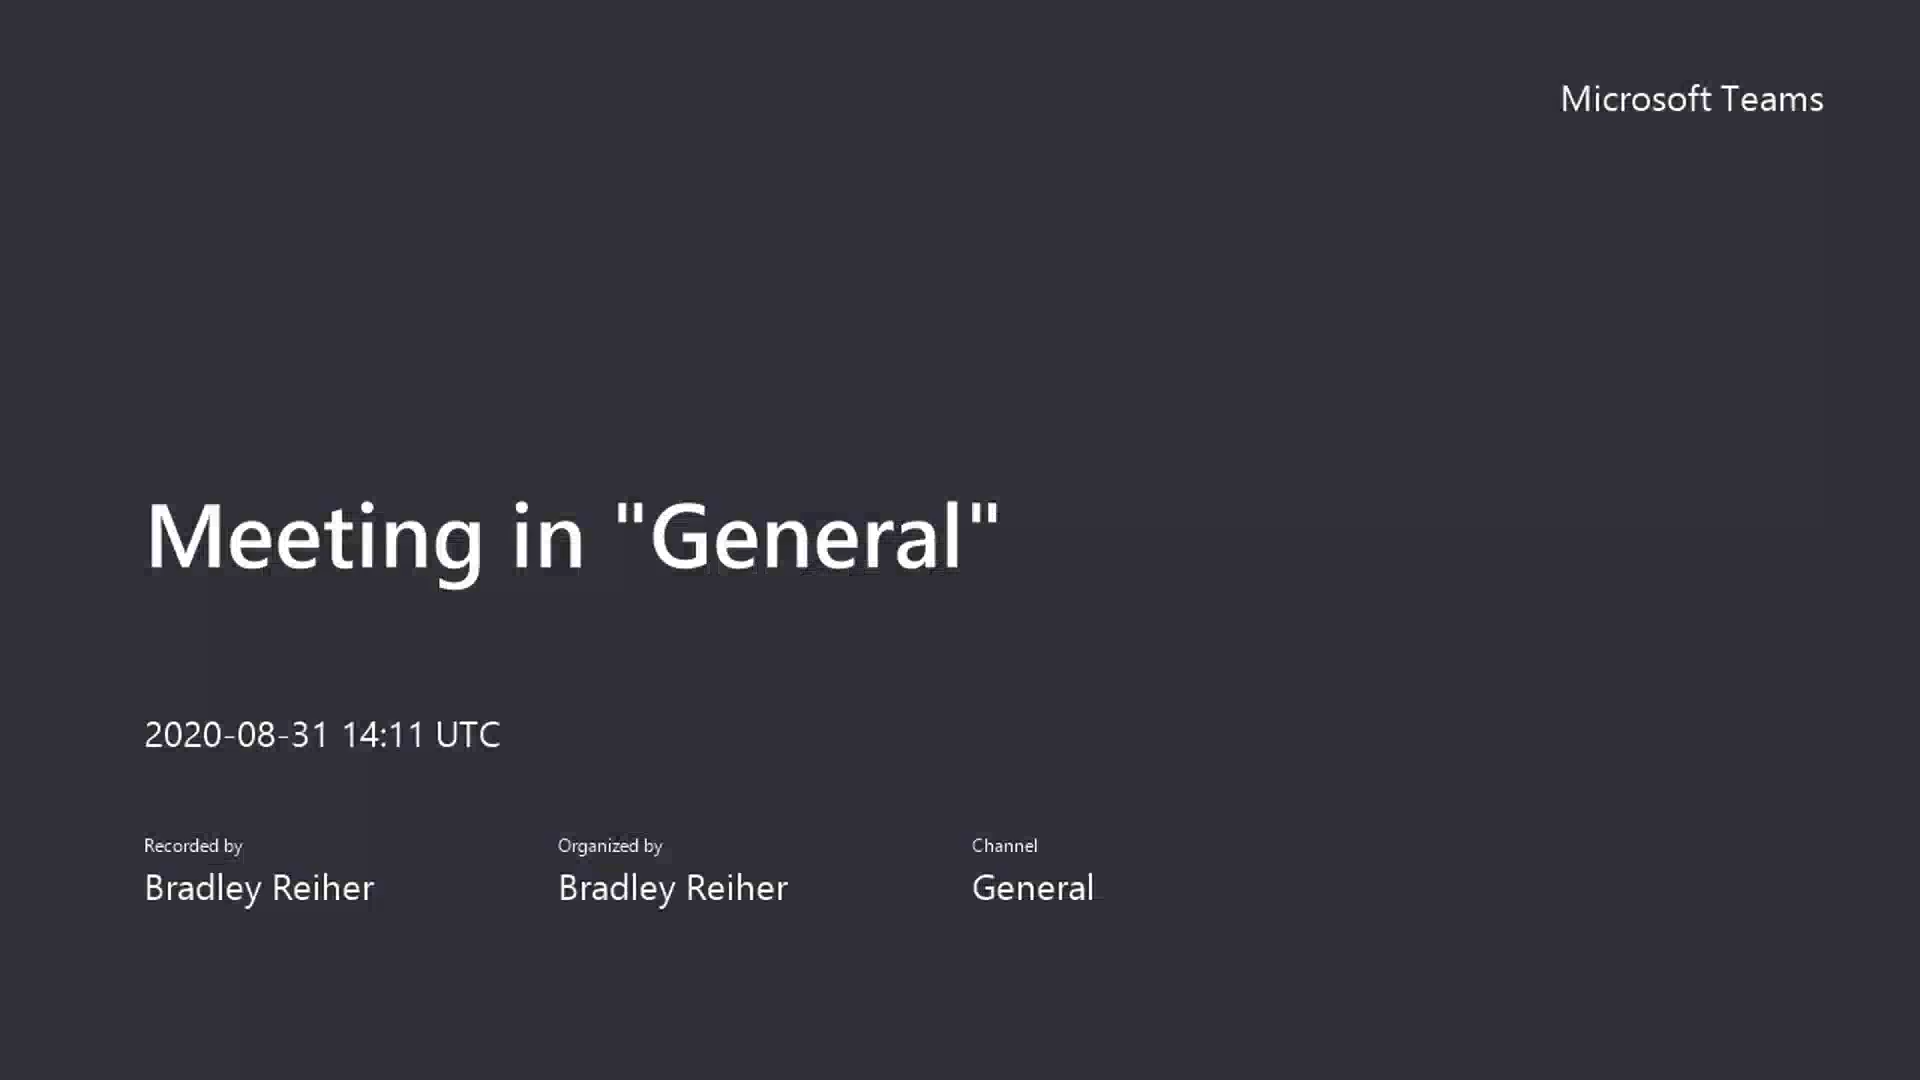 Microsoft Teams
Meeting in "General"
2020-08-31 14:11 UTC
Recorded by
Bradley Reiher
Organized by
Bradley Reiher
Channel
General